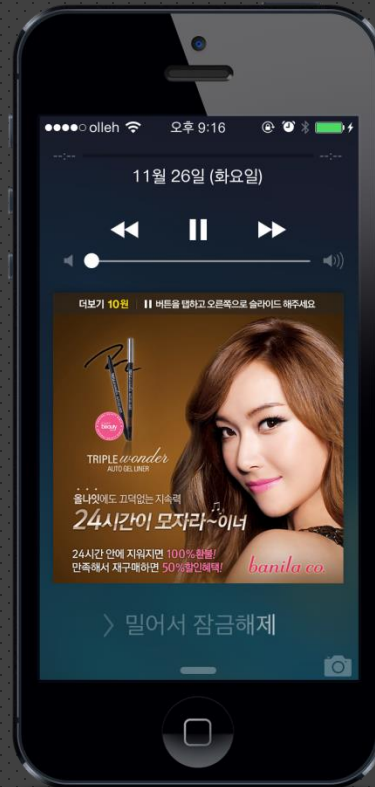 olleh 오후 9:16
--:-- --:--
11월 26일 (화요일)
더보기 10원 버튼을 탭하고 오른쪽으로 슬라이드 해주세요
TRIPLE wonder
AUTO GEL LINER
올나잇에도 끄덕없는 지속력
24시간이 모자라~이너
24시간 안에 지워지면 100%환불!
만족해서 재구매하면 50%할인혜택!
banila co.
> 밀어서 잠금해제